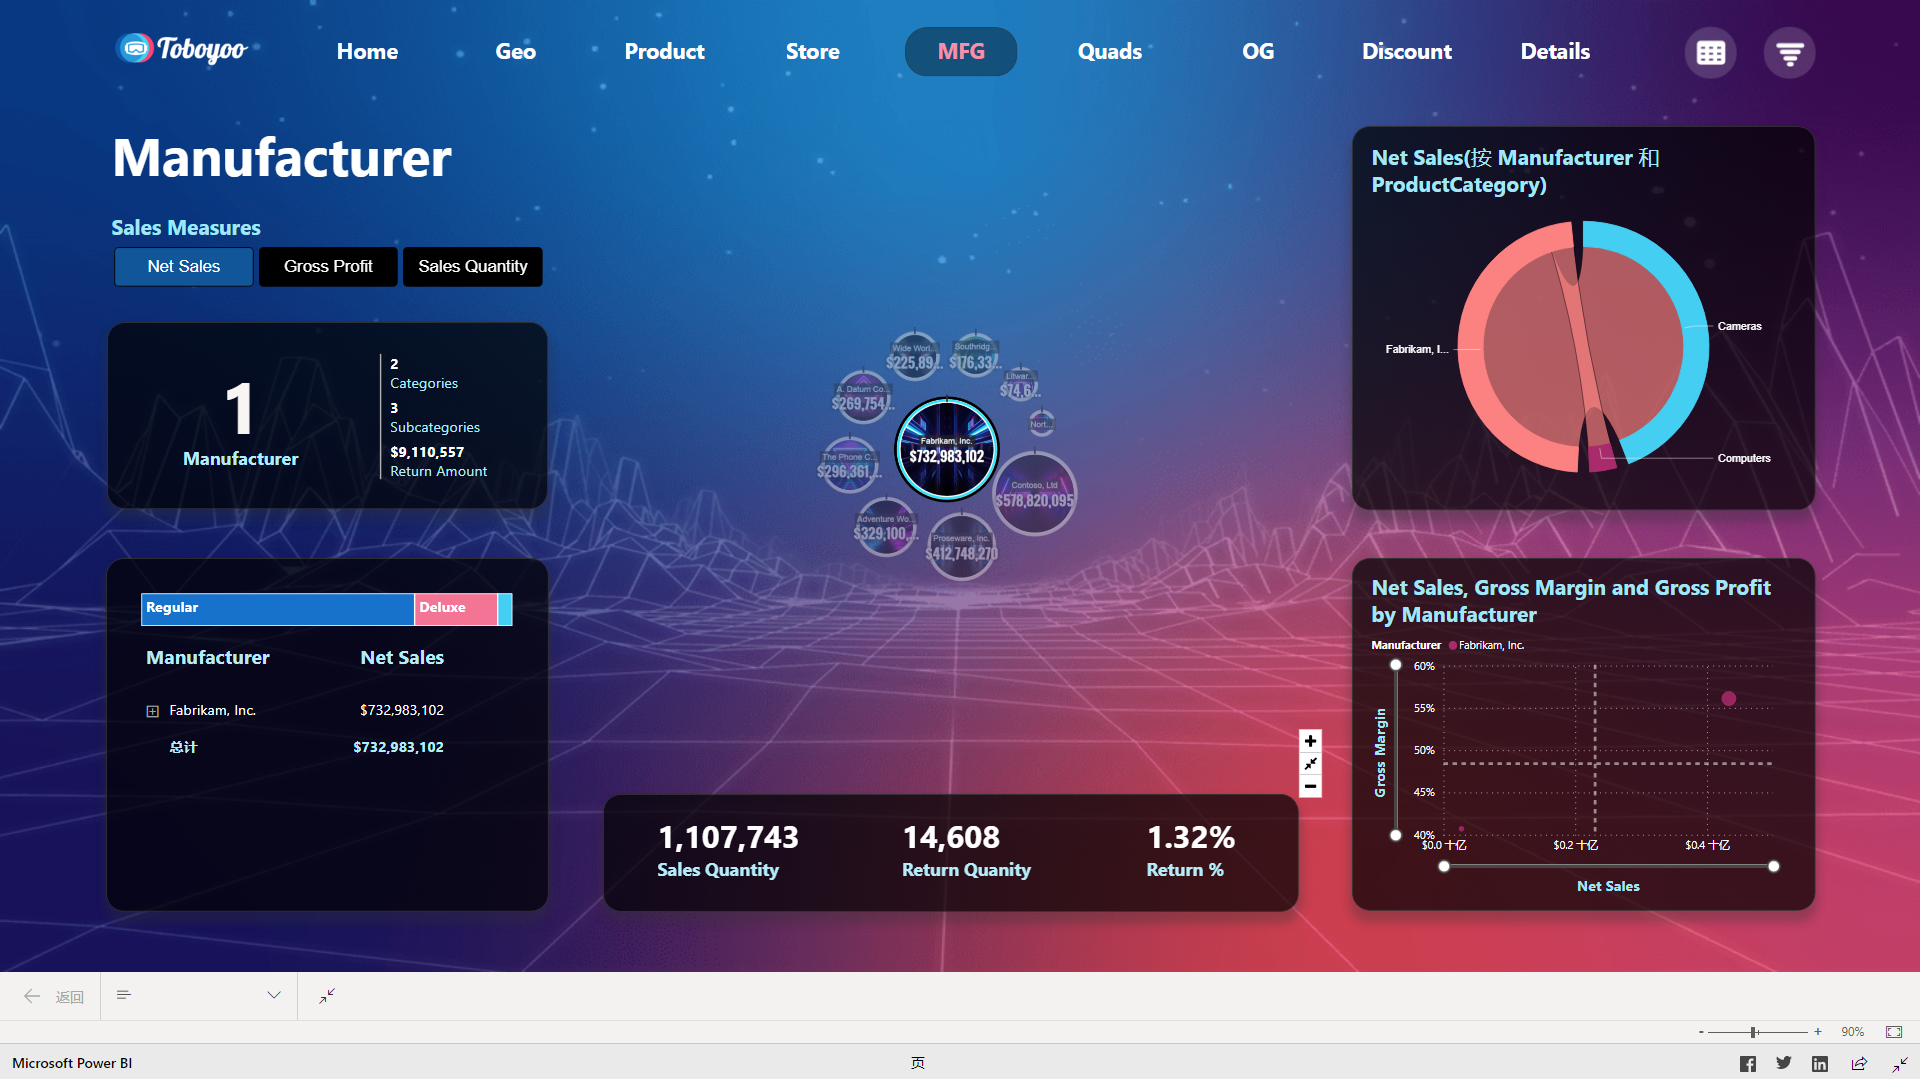 Toboyoo
Home
Geo
Product
Store
MFG
Quads
OG
Discount
Details
Manufacturer
Sales Measures
Net Sales
Gross Profit
Sales Quantity
1
Manufacturer
2
Categories
3
Subcategories
$9,110,557
Return Amount
Regular
Deluxe
Manufacturer
Net Sales
Fabrikam, Inc.
$732,983,102
总计
$732,983,102
Wide Worl...
$225,89...
Southridg...
$176,33...
Litwar...
$74,6...
A. Datum Co...
$269,754...
Nort...
Fabrikam, Inc.
$732,983,102
The Phone C...
$296,361,...
Contoso, Ltd
$578,820,095
Adventure Wo...
$329,100,...
Proseware, Inc.
$412,748,270
1,107,743
Sales Quantity
14,608
Return Quanity
1.32%
Return %
Net Sales(按 Manufacturer 和
ProductCategory)
Fabrikam, I...
Cameras
Computers
Net Sales, Gross Margin and Gross Profit
by Manufacturer
Manufacturer
Fabrikam, Inc.
Gross Margin
60%
55%
50%
45%
40%
$0.0 十亿
$0.2 十亿
$0.4 十亿
Net Sales
返回
90%
Microsoft Power BI
页